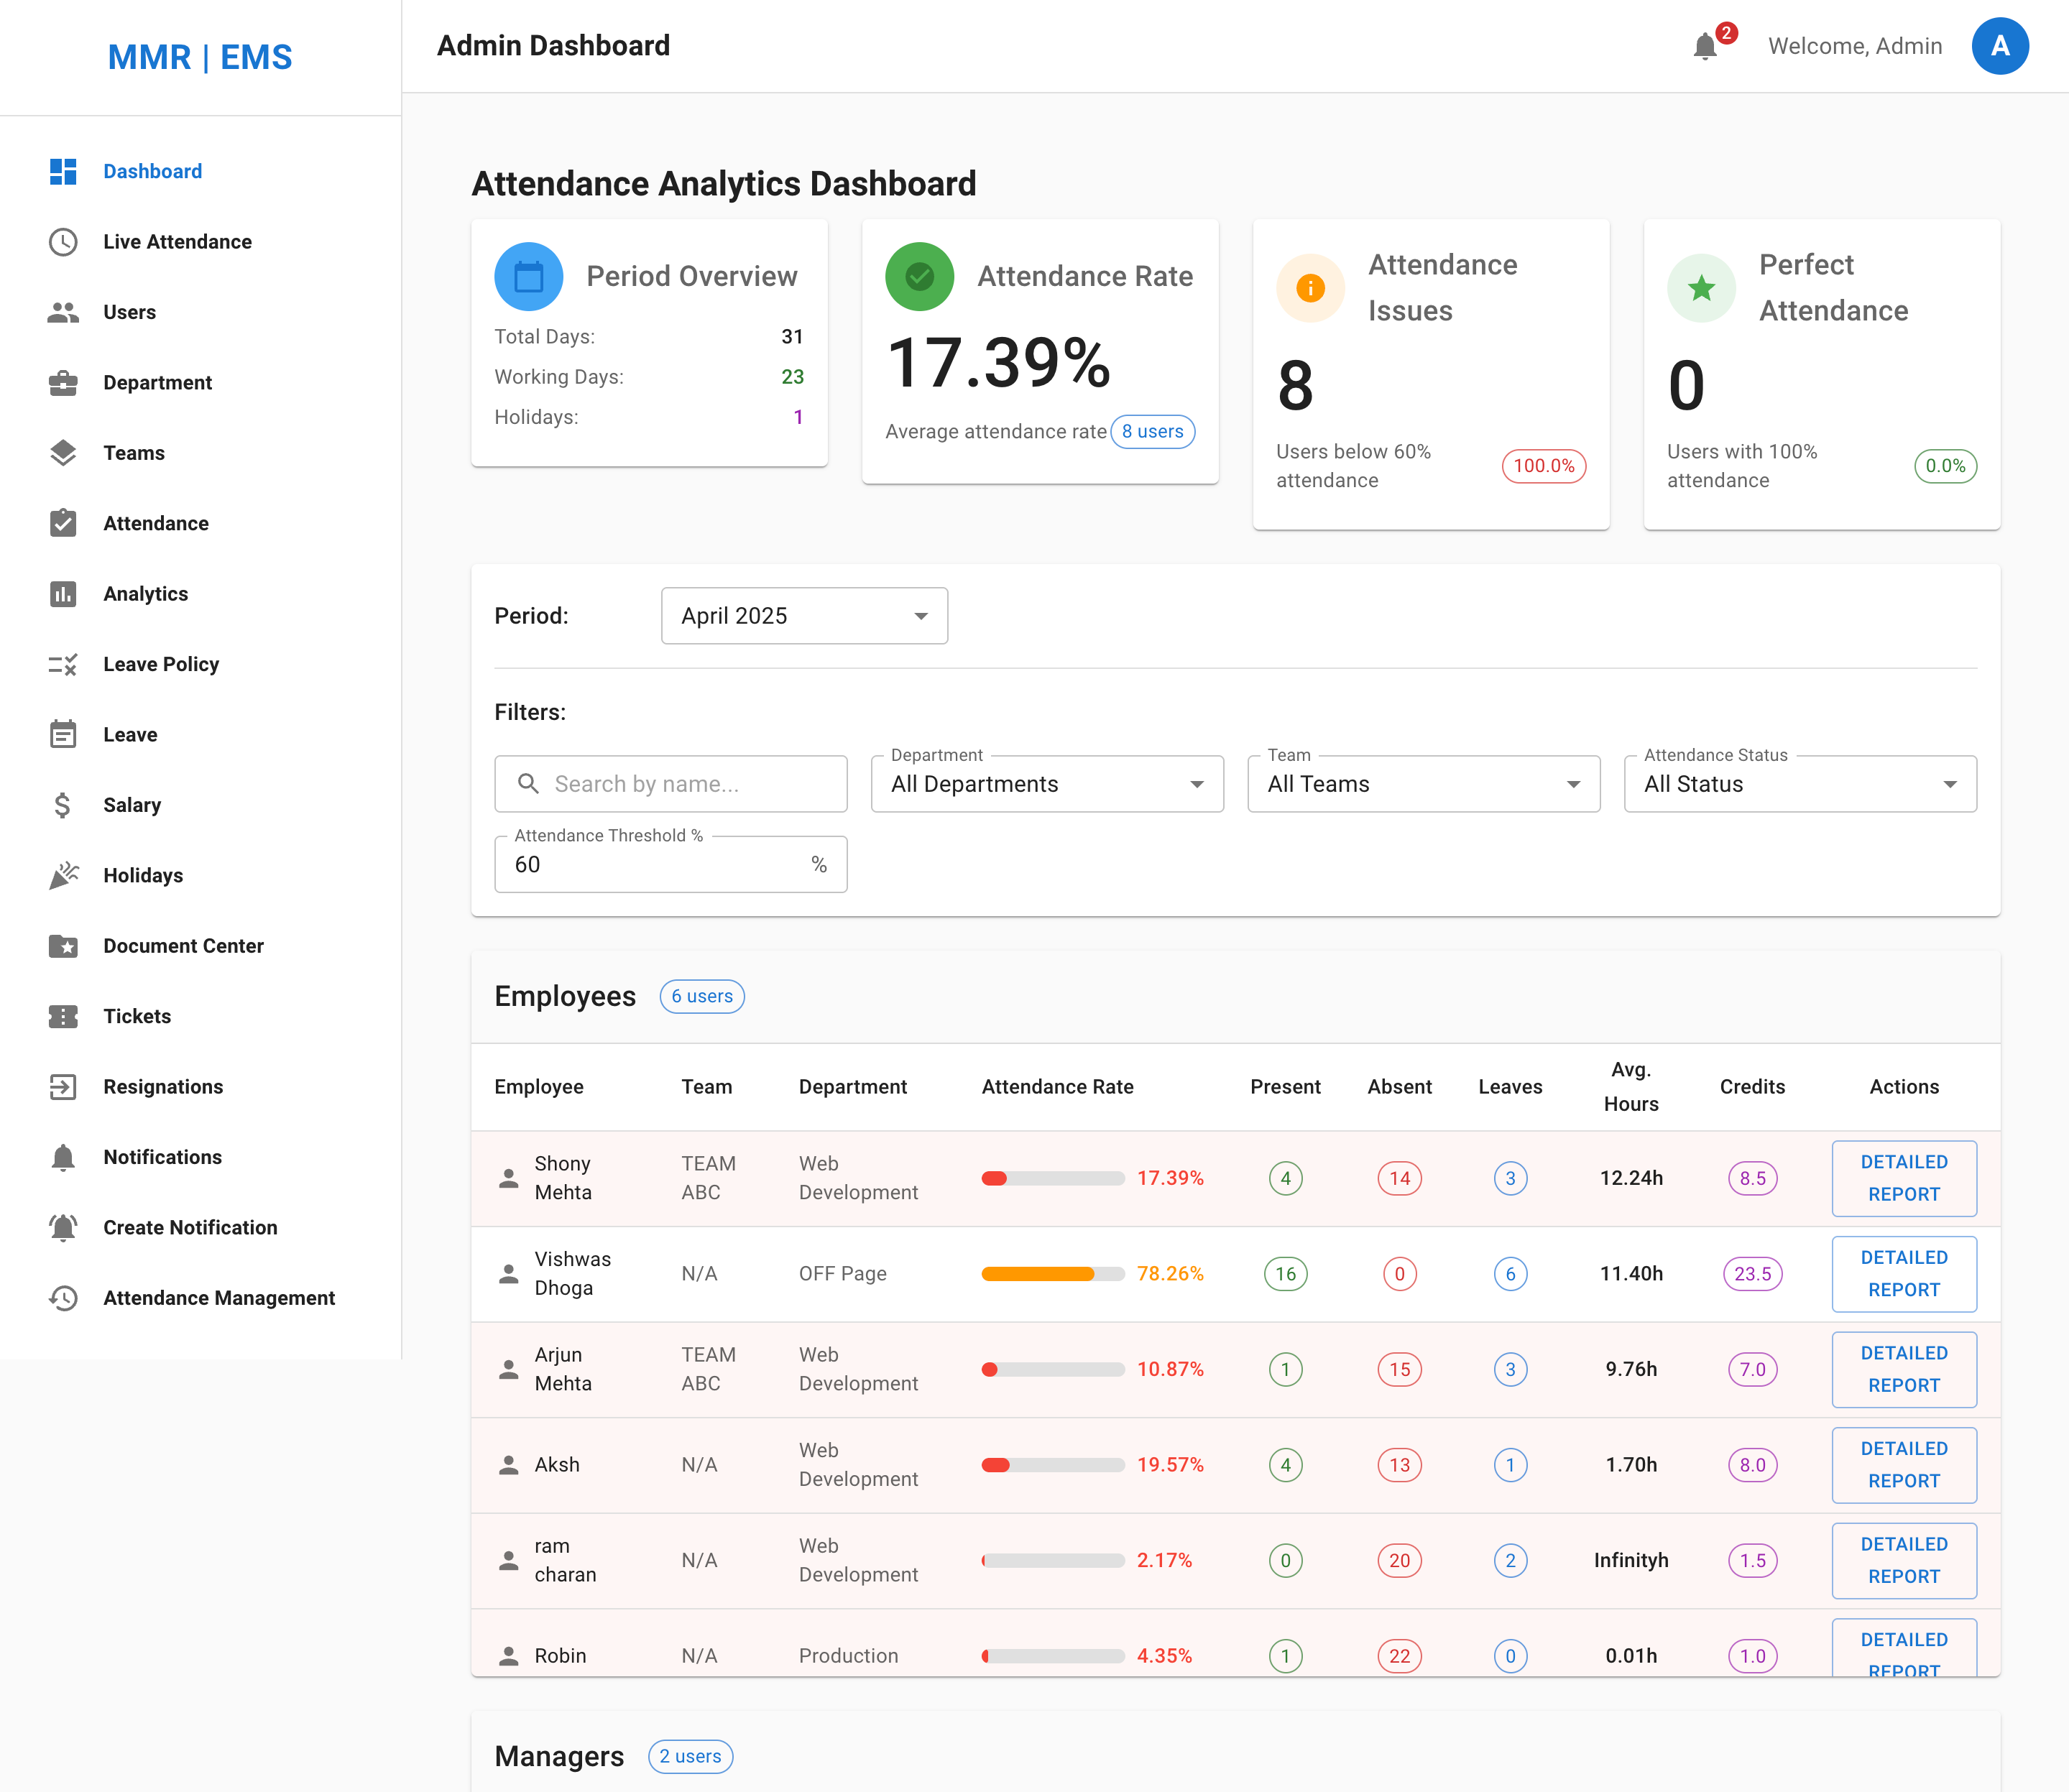 MMR | EMS
Admin Dashboard
2
Welcome, Admin
A
Dashboard
Live Attendance
Users
Department
Teams
Attendance
Analytics
Leave Policy
Leave
Salary
Holidays
Document Center
Tickets
Resignations
Notifications
Create Notification
Attendance Management
Attendance Analytics Dashboard
Period Overview
Total Days: 31
Working Days: 23
Holidays: 1
Attendance Rate
17.39%
Average attendance rate 8 users
Attendance
Issues
8
Users below 60%
attendance
100.0%
Perfect
Attendance
0
Users with 100%
attendance
0.0%
Period: April 2025
Filters:
Search by name...
Department
All Departments
Team
All Teams
Attendance Status
All Status
Attendance Threshold %
60 %
Employees 6 users
Employee Team Department Attendance Rate Present Absent Leaves Avg. Hours Credits Actions
Shony Mehta TEAM ABC Web Development 17.39% 4 14 3 12.24h 8.5 DETAILED REPORT
Vishwas Dhoga N/A OFF Page 78.26% 16 0 6 11.40h 23.5 DETAILED REPORT
Arjun Mehta TEAM ABC Web Development 10.87% 1 15 3 9.76h 7.0 DETAILED REPORT
Aksh N/A Web Development 19.57% 4 13 1 1.70h 8.0 DETAILED REPORT
ram charan N/A Web Development 2.17% 0 20 2 Infinityh 1.5 DETAILED REPORT
Robin N/A Production 4.35% 1 22 0 0.01h 1.0 DETAILED REPORT
Managers 2 users